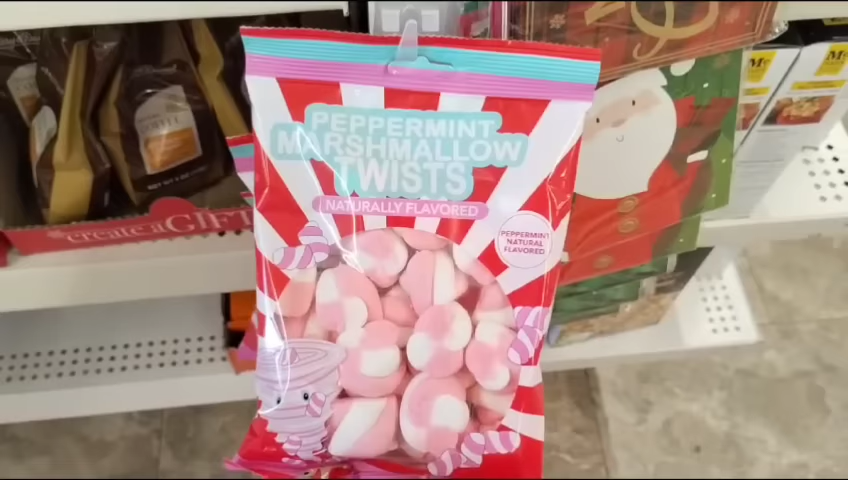 PEPPERMINT
MARSHMALLOW
TWISTS
NATURALLY FLAVORED
PEPPERMINT
NATURAL
FLAVORED
create a GIFT